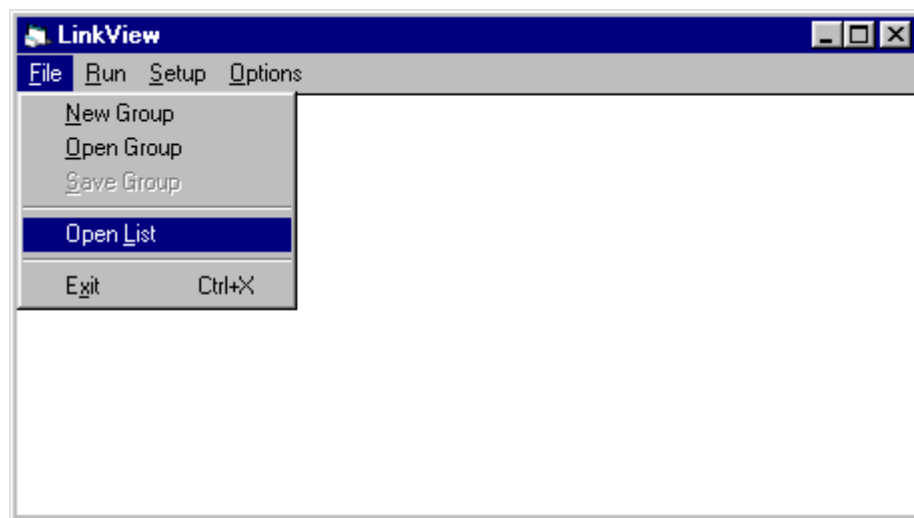 LinkView
File Run Setup Options
New Group
Open Group
Save Group
Open List
Exit Ctrl+X